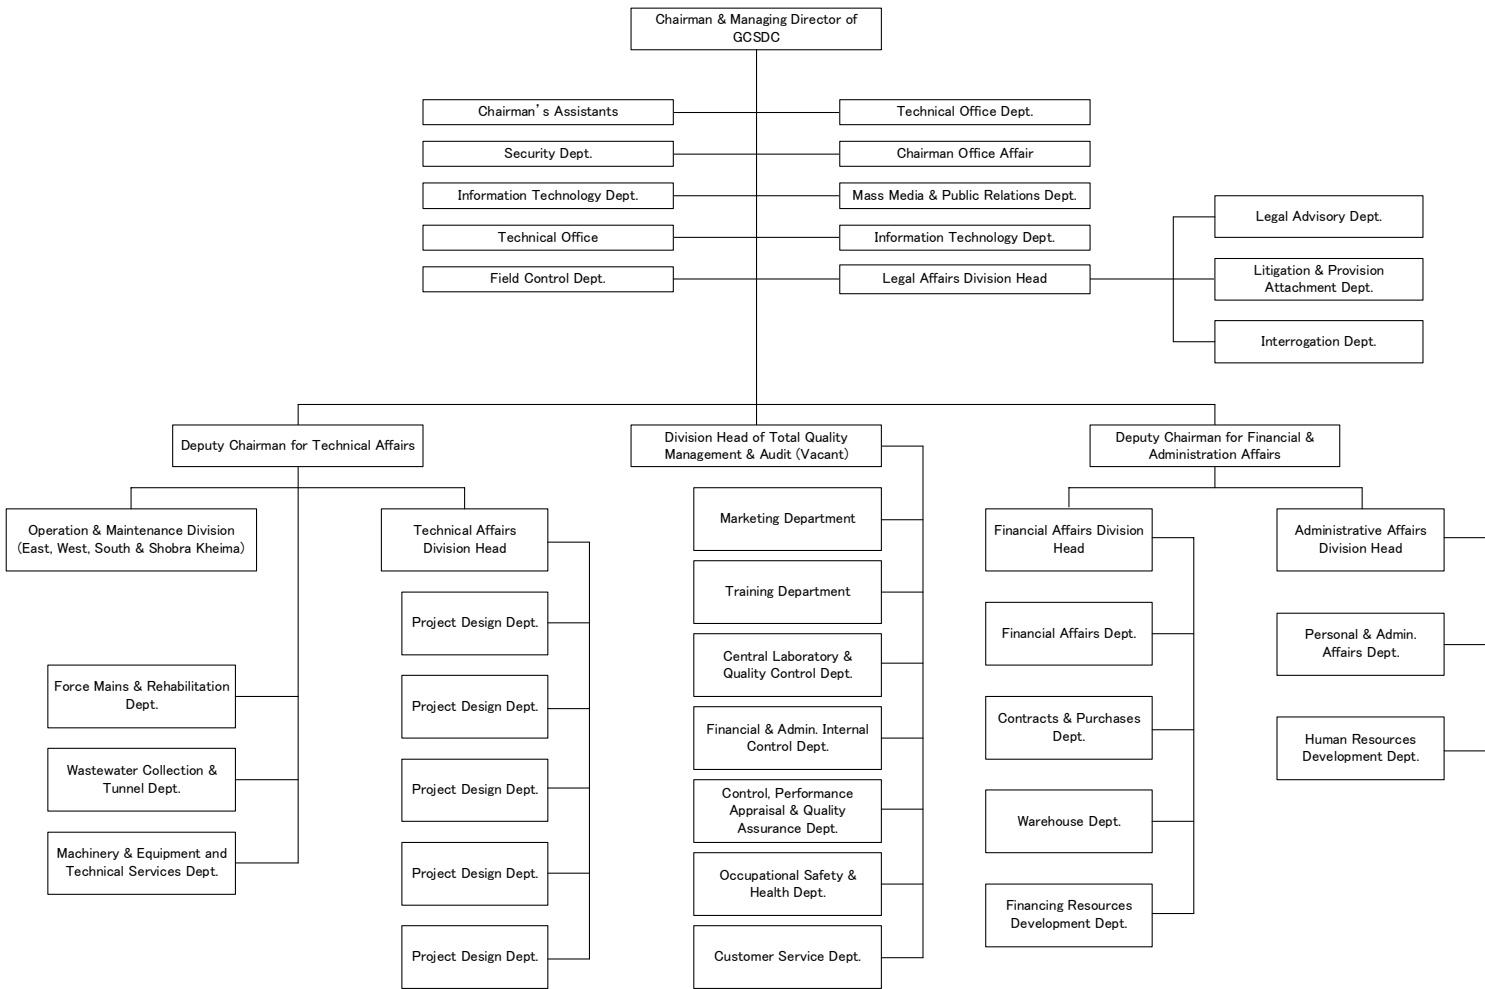 Chairman & Managing Director of
GCSDC
Chairman's Assistants
Technical Office Dept.
Security Dept.
Chairman Office Affair
Information Technology Dept.
Mass Media & Public Relations Dept.
Technical Office
Information Technology Dept.
Field Control Dept.
Legal Affairs Division Head
Legal Advisory Dept.
Litigation & Provision
Attachment Dept.
Interrogation Dept.
Deputy Chairman for Technical Affairs
Operation & Maintenance Division
(East, West, South & Shobra Kheima)
Force Mains & Rehabilitation
Dept.
Wastewater Collection &
Tunnel Dept.
Machinery & Equipment and
Technical Services Dept.
Technical Affairs
Division Head
Project Design Dept.
Project Design Dept.
Project Design Dept.
Project Design Dept.
Project Design Dept.
Division Head of Total Quality
Management & Audit (Vacant)
Marketing Department
Training Department
Central Laboratory &
Quality Control Dept.
Financial & Admin. Internal
Control Dept.
Control, Performance
Appraisal & Quality
Assurance Dept.
Occupational Safety &
Health Dept.
Customer Service Dept.
Deputy Chairman for Financial &
Administration Affairs
Financial Affairs Division
Head
Financial Affairs Dept.
Contracts & Purchases
Dept.
Warehouse Dept.
Financing Resources
Development Dept.
Administrative Affairs
Division Head
Personal & Admin.
Affairs Dept.
Human Resources
Development Dept.